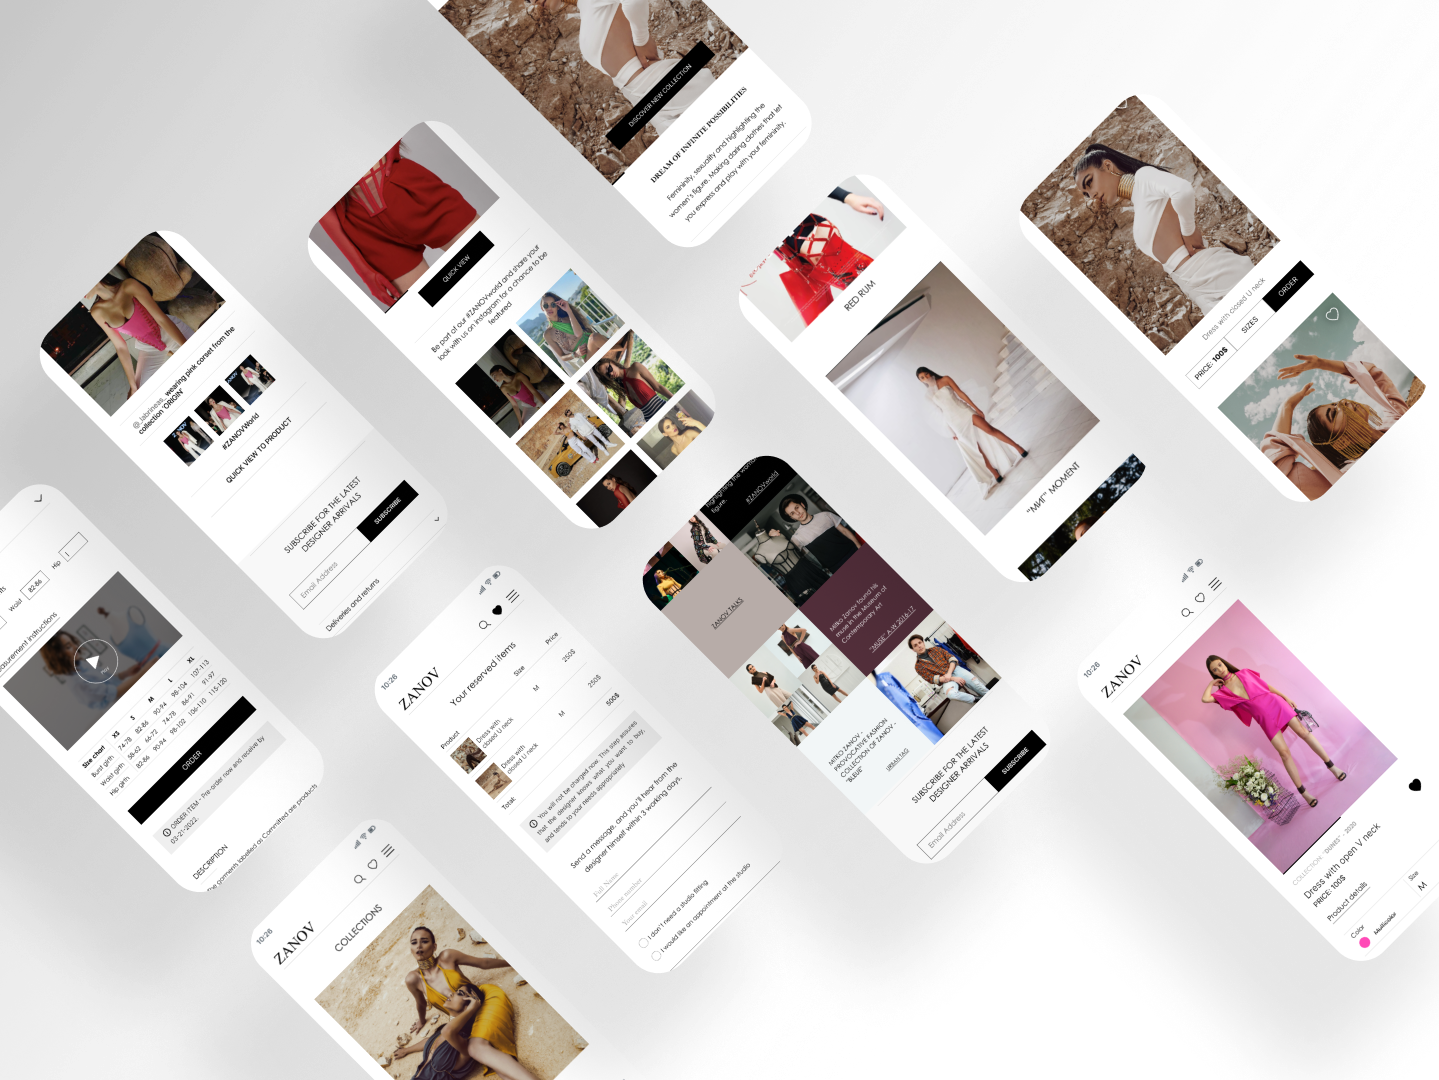 DISCOVER NEW COLLECTION
DREAM OF INFINITE POSSIBILITIES
Femininity, sexuality and highlighting the
women's figure. Making daring clothes that let
you express and play with your femininity.
QUICK VIEW
Be part of our #ZANOVworld and share your
look with us on instagram for a chance to be
featured
@_labrineas_ wearing pink corset from the
collection 'ORIGIN'
#ZANOVWorld
QUICK VIEW TO PRODUCT
SUBSCRIBE FOR THE LATEST
DESIGNER ARRIVALS
Email Address
SUBSCRIBE
Deliveries and returns
RED RUM
"МИГ" MOMENT
Dress with closed U neck
PRICE: 100$
SIZES
ORDER
Waist
82-86
Hip
Measurement instructions
Play
Size chart XS S M L XL
Bust girth 74-78 82-86 90-94 98-104 107-113
Waist girth 58-62 66-72 74-78 86-91 91-97
Hip girth 82-86 90-94 98-102 106-110 115-120
ORDER
ORDER ITEM - Pre-order now and receive by
03-21-2022.
DESCRIPTION
The garments labelled as Committed are products
10:26
ZANOV
COLLECTIONS
10:26
ZANOV
Your reserved items
Product Size Price
Dress with
closed U neck
M
250$
Dress with
closed U neck
M
250$
Total:
500$
You will not be charged now. This step assures
that the designer knows what you want to buy,
and tends to your needs appropriately
Send a message, and you'll hear from the
designer himself within 3 working days.
Full Name
Phone number
Your email
I don't need a studio fitting
I would like an appointment at the studio
highlighting the women
figure.
#ZANOVworld
ZANOV TALKS
Mitko Zanov found his
muse in the Museum of
Contemporary Art
"MUSE" A/W 2016-17
MITKO ZANOV -
PROVOCATIVE FASHION
COLLECTION OF ZANOV -
"BLEUE"
URBAN.MAG
SUBSCRIBE FOR THE LATEST
DESIGNER ARRIVALS
Email Address
SUBSCRIBE
10:26
ZANOV
COLLECTION: "DUNES" - 2020
Dress with open V neck
PRICE: 100$
Product details
Size
M
Color
Multicolor